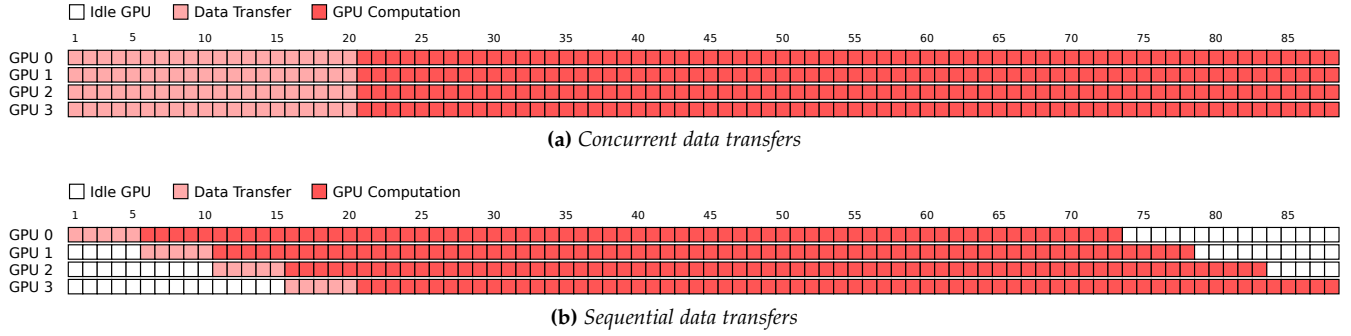 Idle GPU Data Transfer GPU Computation
1 5 10 15 20 25 30 35 40 45 50 55 60 65 70 75 80 85
GPU 0
GPU 1
GPU 2
GPU 3
(a) Concurrent data transfers
Idle GPU Data Transfer GPU Computation
1 5 10 15 20 25 30 35 40 45 50 55 60 65 70 75 80 85
GPU 0
GPU 1
GPU 2
GPU 3
(b) Sequential data transfers